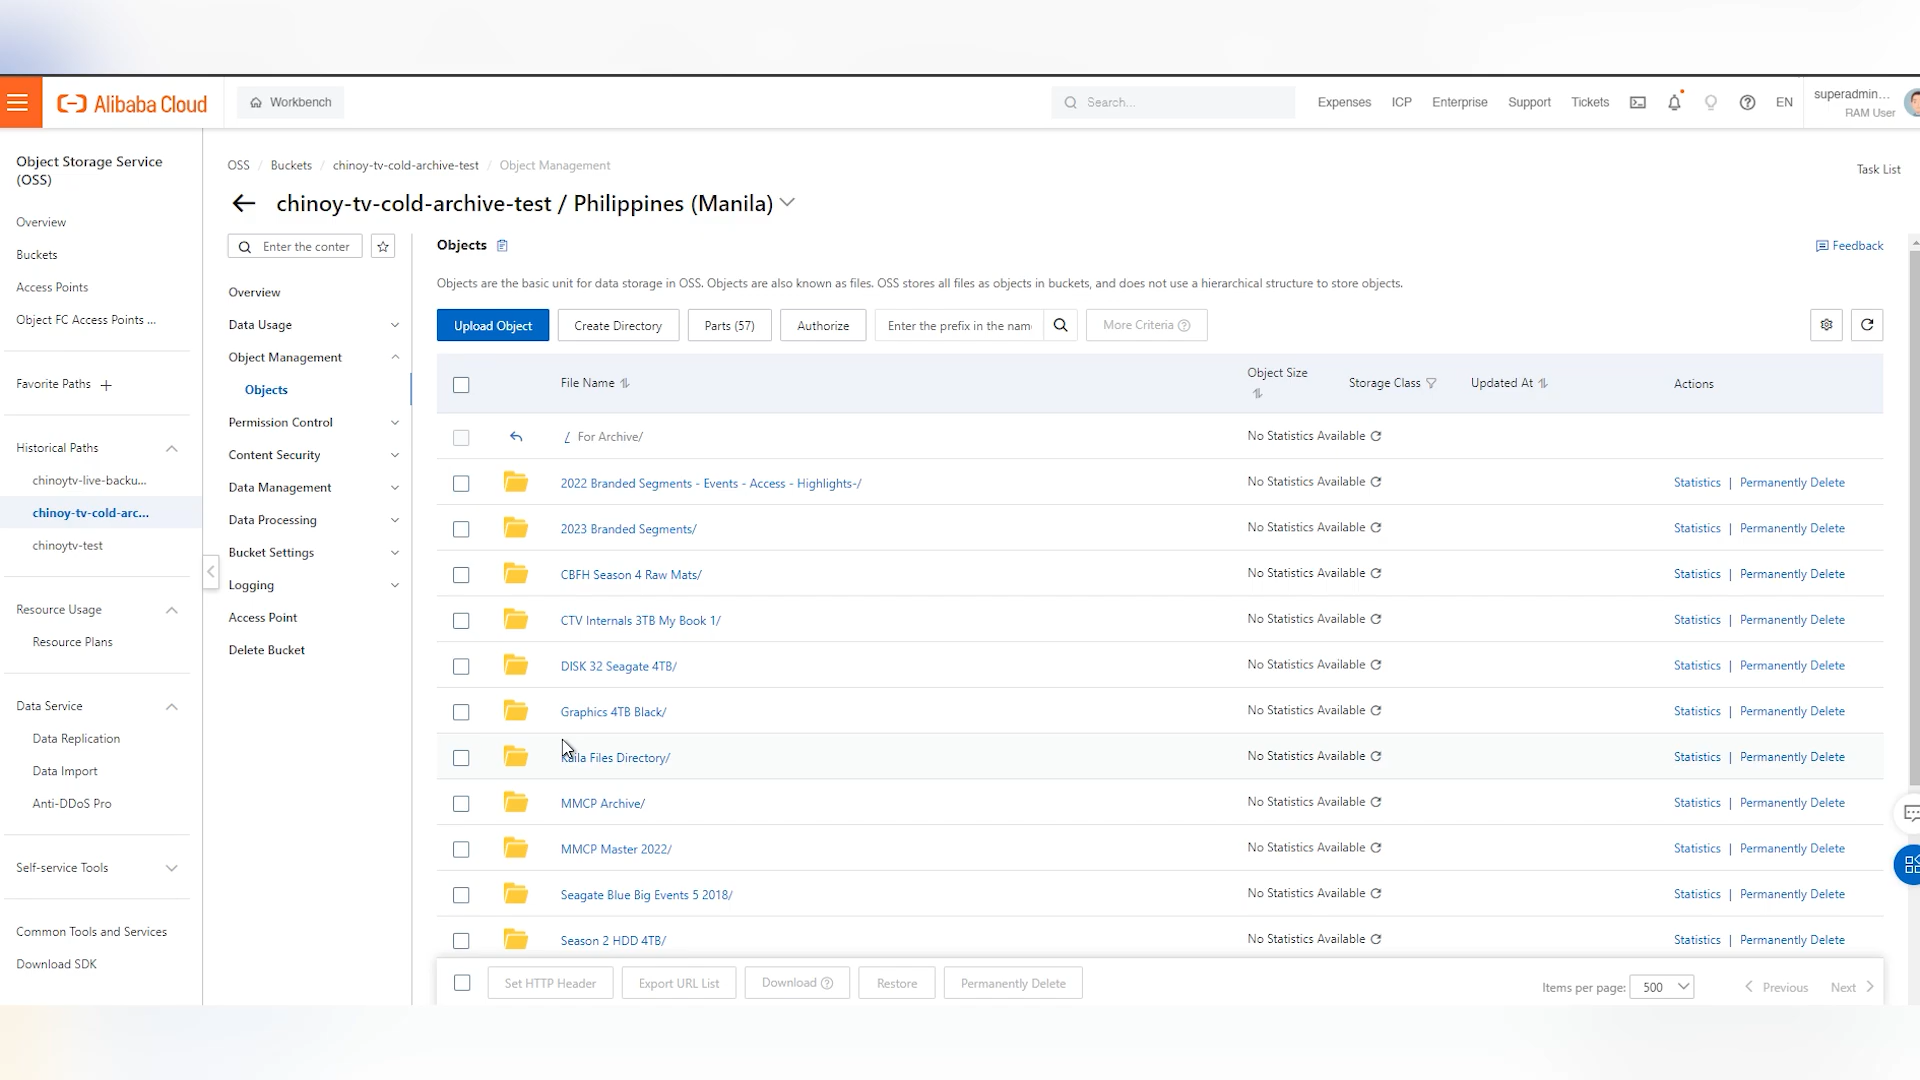 Alibaba Cloud
Workbench
Search...
Expenses
ICP
Enterprise
Support
Tickets
EN
superadmin...
RAM User
Object Storage Service
(OSS)
Overview
Buckets
Access Points
Object FC Access Points ...
Favorite Paths
Historical Paths
chinoytv-live-backu...
chinoy-tv-cold-arc...
chinoytv-test
Resource Usage
Resource Plans
Data Service
Data Replication
Data Import
Anti-DDoS Pro
Self-service Tools
Common Tools and Services
Download SDK
OSS / Buckets / chinoy-tv-cold-archive-test / Object Management
Task List
chinoy-tv-cold-archive-test / Philippines (Manila)
Enter the conter
Overview
Data Usage
Object Management
Objects
Permission Control
Content Security
Data Management
Data Processing
Bucket Settings
Logging
Access Point
Delete Bucket
Objects
Feedback
Objects are the basic unit for data storage in OSS. Objects are also known as files. OSS stores all files as objects in buckets, and does not use a hierarchical structure to store objects.
Upload Object
Create Directory
Parts (57)
Authorize
Enter the prefix in the nam
More Criteria
File Name
Object Size
Storage Class
Updated At
Actions
/ For Archive/
No Statistics Available
2022 Branded Segments - Events - Access - Highlights-/
No Statistics Available
Statistics | Permanently Delete
2023 Branded Segments/
No Statistics Available
Statistics | Permanently Delete
CBFH Season 4 Raw Mats/
No Statistics Available
Statistics | Permanently Delete
CTV Internals 3TB My Book 1/
No Statistics Available
Statistics | Permanently Delete
DISK 32 Seagate 4TB/
No Statistics Available
Statistics | Permanently Delete
Graphics 4TB Black/
No Statistics Available
Statistics | Permanently Delete
Files Directory/
No Statistics Available
Statistics | Permanently Delete
MMCP Archive/
No Statistics Available
Statistics | Permanently Delete
MMCP Master 2022/
No Statistics Available
Statistics | Permanently Delete
Seagate Blue Big Events 5 2018/
No Statistics Available
Statistics | Permanently Delete
Season 2 HDD 4TB/
No Statistics Available
Statistics | Permanently Delete
Set HTTP Header
Export URL List
Download
Restore
Permanently Delete
Items per page:
500
Previous
Next